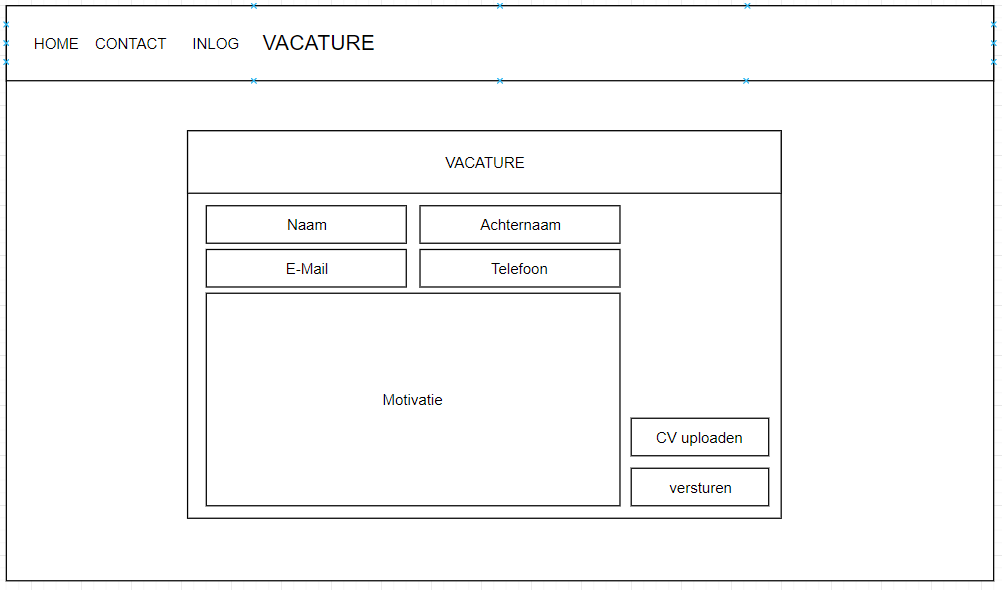 HOME CONTACT INLOG VACATURE
VACATURE
Naam Achternaam
E-Mail Telefoon
Motivatie
CV uploaden
versturen